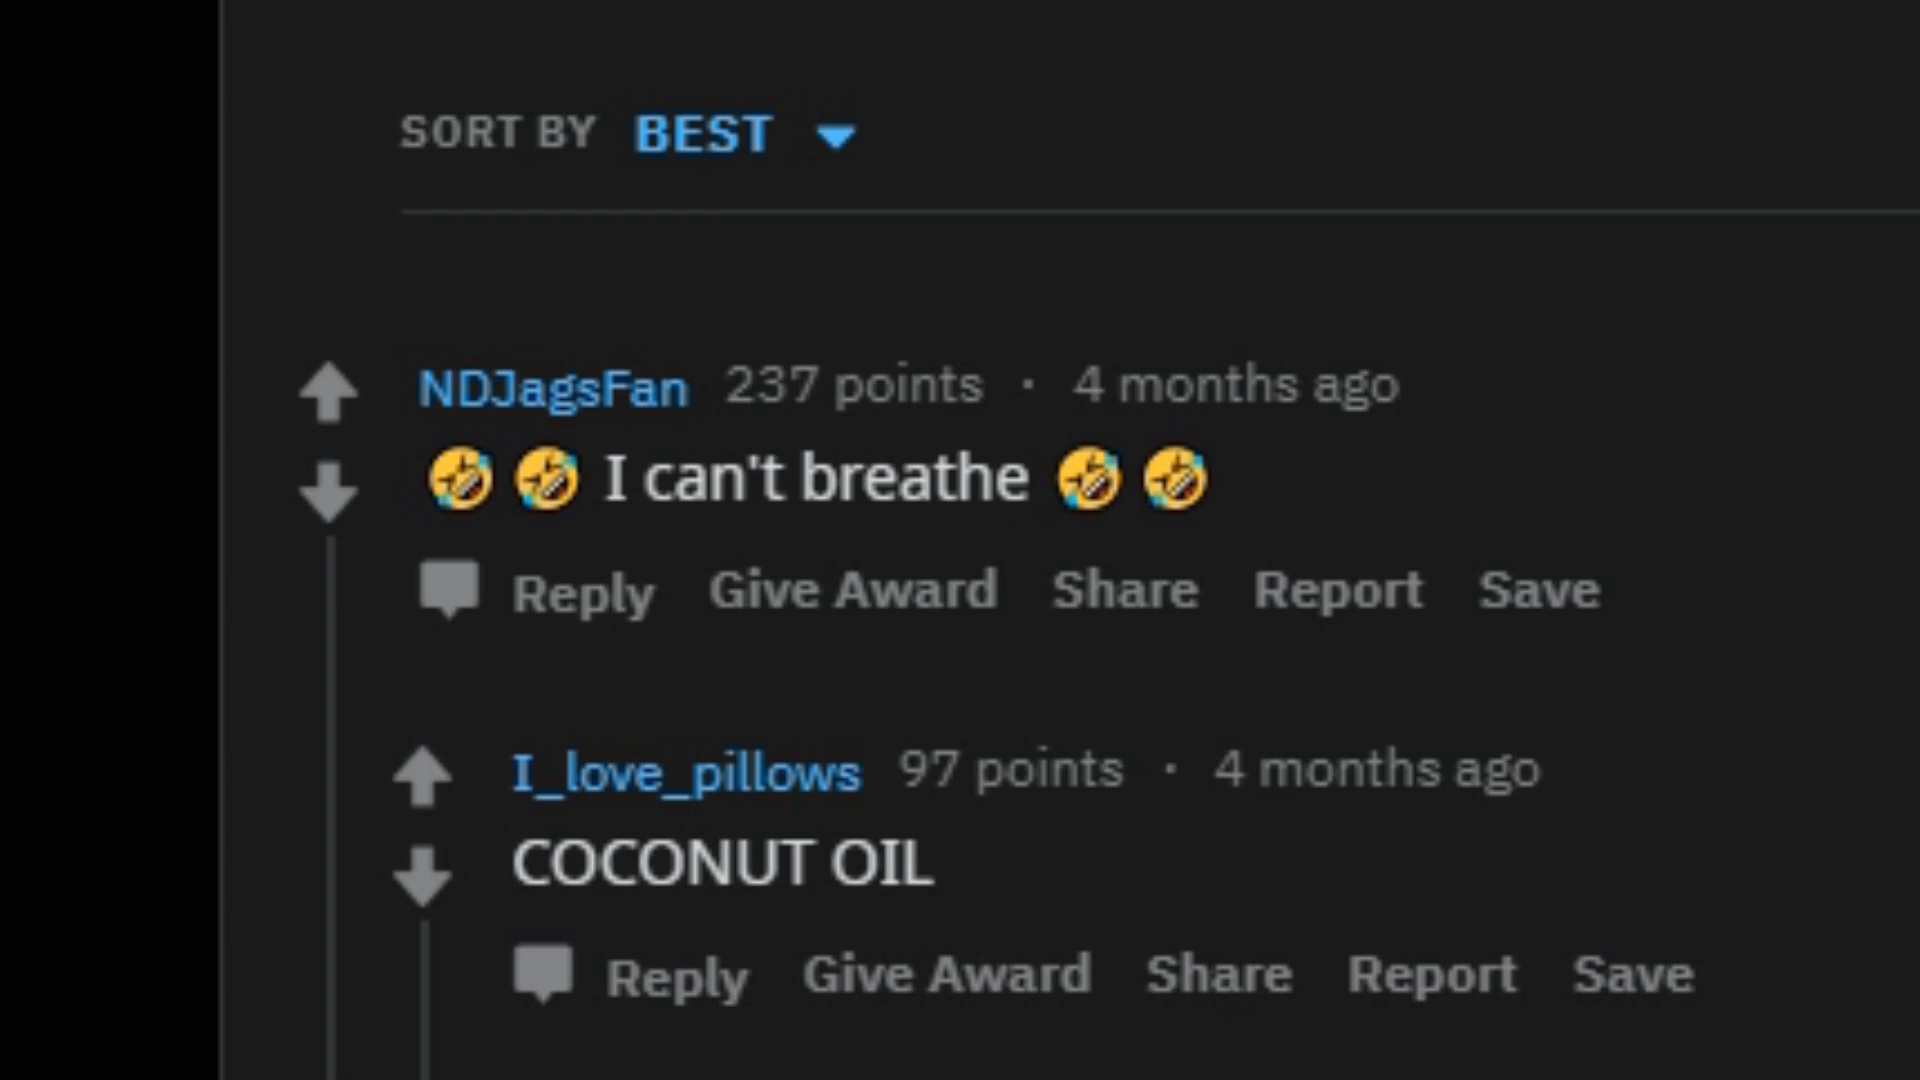 SORT BY BEST
NDJagsFan 237 points · 4 months ago
🤣 🤣 I can't breathe 🤣 🤣
Reply Give Award Share Report Save
I_love_pillows 97 points · 4 months ago
COCONUT OIL
Reply Give Award Share Report Save